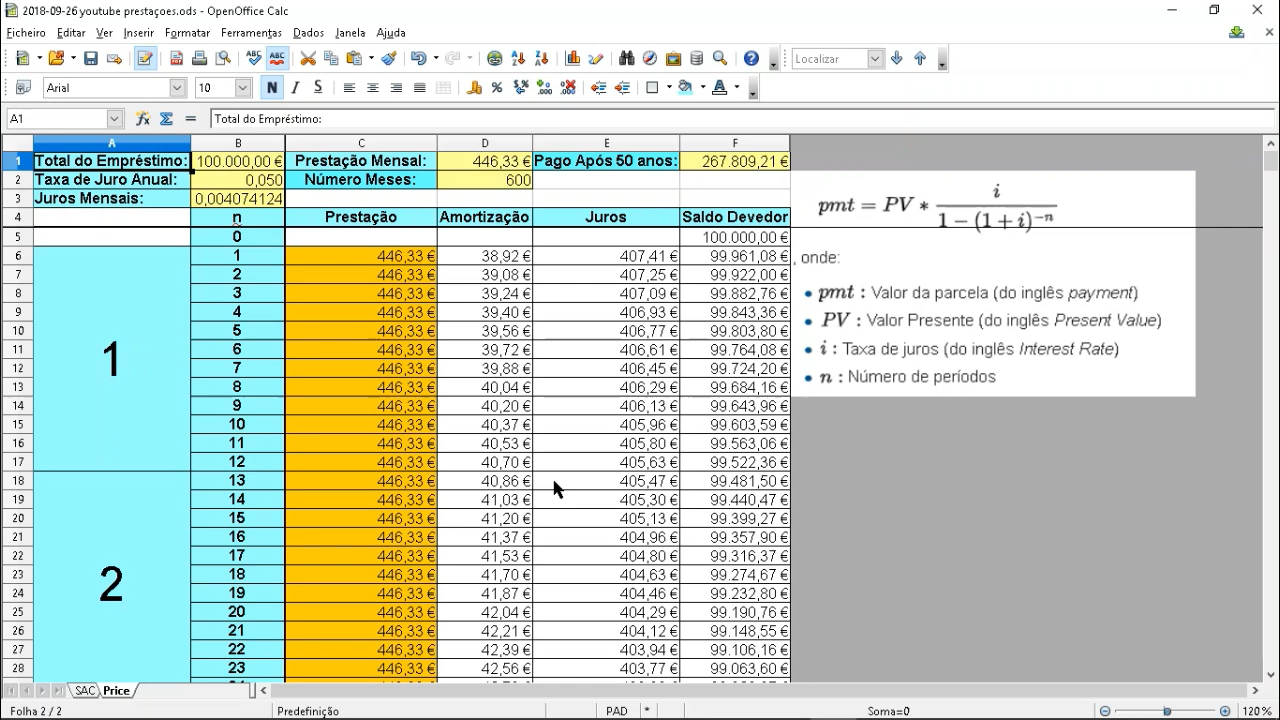 2018-09-26 youtube prestaçoes.ods - OpenOffice Calc
Ficheiro Editar Ver Inserir Formatar Ferramentas Dados Janela Ajuda
Localizar
Arial 10 N I S
A1 Total do Empréstimo:
A B C D E F
1 Total do Empréstimo: 100.000,00 € Prestação Mensal: 446,33 € Pago Após 50 anos: 267.809,21 €
2 Taxa de Juro Anual: 0,050 Número Meses: 600
3 Juros Mensais: 0,004074124
4 n Prestação Amortização Juros Saldo Devedor
5 0 100.000,00 €
6 1 446,33 € 38,92 € 407,41 € 99.961,08 €
7 2 446,33 € 39,08 € 407,25 € 99.922,00 €
8 3 446,33 € 39,24 € 407,09 € 99.882,76 €
9 4 446,33 € 39,40 € 406,93 € 99.843,36 €
10 5 446,33 € 39,56 € 406,77 € 99.803,80 €
11 6 446,33 € 39,72 € 406,61 € 99.764,08 €
1
12 7 446,33 € 39,88 € 406,45 € 99.724,20 €
13 8 446,33 € 40,04 € 406,29 € 99.684,16 €
14 9 446,33 € 40,20 € 406,13 € 99.643,96 €
15 10 446,33 € 40,37 € 405,96 € 99.603,59 €
16 11 446,33 € 40,53 € 405,80 € 99.563,06 €
17 12 446,33 € 40,70 € 405,63 € 99.522,36 €
18 13 446,33 € 40,86 € 405,47 € 99.481,50 €
19 14 446,33 € 41,03 € 405,30 € 99.440,47 €
20 15 446,33 € 41,20 € 405,13 € 99.399,27 €
21 16 446,33 € 41,37 € 404,96 € 99.357,90 €
22 17 446,33 € 41,53 € 404,80 € 99.316,37 €
23 18 446,33 € 41,70 € 404,63 € 99.274,67 €
2
24 19 446,33 € 41,87 € 404,46 € 99.232,80 €
25 20 446,33 € 42,04 € 404,29 € 99.190,76 €
26 21 446,33 € 42,21 € 404,12 € 99.148,55 €
27 22 446,33 € 42,39 € 403,94 € 99.106,16 €
28 23 446,33 € 42,56 € 403,77 € 99.063,60 €
pmt = PV * i / 1 − (1 + i)^−n
, onde:
• pmt : Valor da parcela (do inglês payment)
• PV : Valor Presente (do inglês Present Value)
• i : Taxa de juros (do inglês Interest Rate)
• n : Número de períodos
SAC Price
Folha 2 / 2 Predefinição PAD * Soma=0 120%